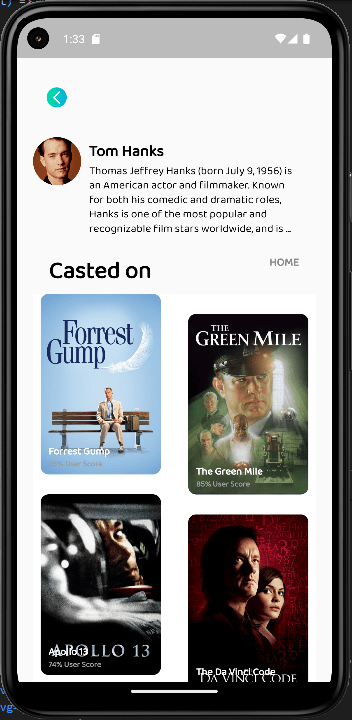 1:33
Tom Hanks
Thomas Jeffrey Hanks (born July 9, 1956) is
an American actor and filmmaker. Known
for both his comedic and dramatic roles,
Hanks is one of the most popular and
recognizable film stars worldwide, and is ...
Casted on
HOME
Forrest
Gump
Forrest Gump
User Score
THE
GREEN MILE
The Green Mile
85% User Score
APOLLO 13
Apollo 13
74% User Score
The Da Vinci Code
DA VINCI CODE